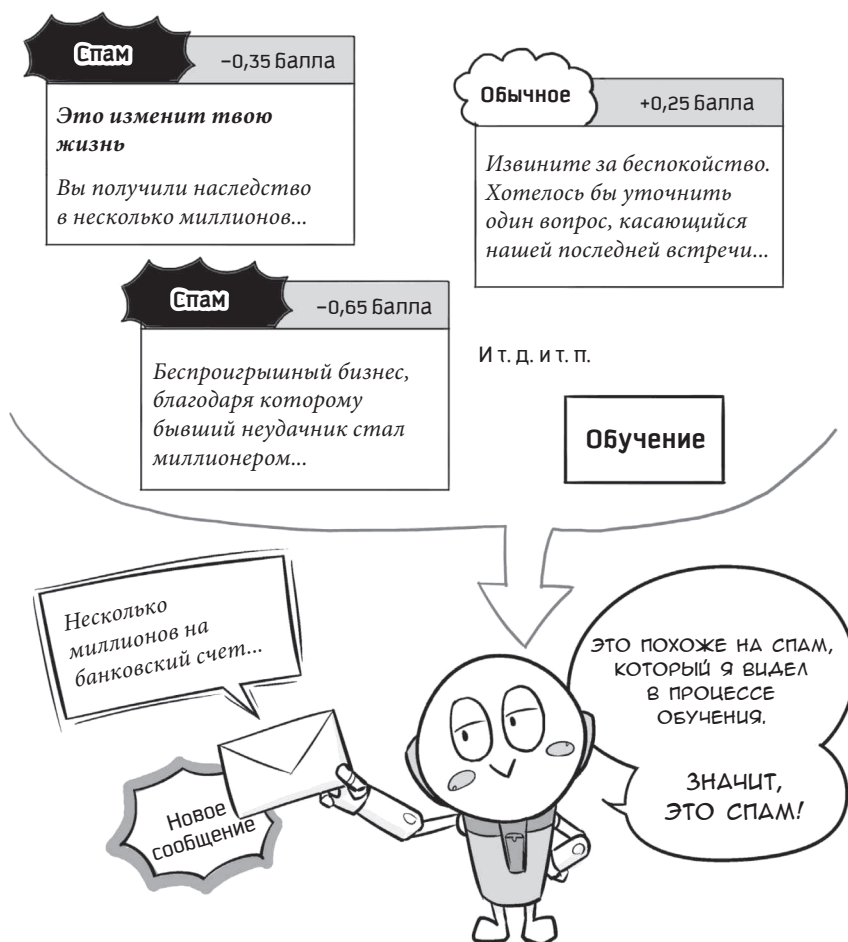 Спам
–0,35 балла
Это изменит твою
жизнь
Вы получили наследство
в несколько миллионов...
Обычное
+0,25 балла
Извините за беспокойство.
Хотелось бы уточнить
один вопрос, касающийся
нашей последней встречи...
Спам
–0,65 балла
Беспроигрышный бизнес,
благодаря которому
бывший неудачник стал
миллионером...
И т. д. и т. п.
Обучение
Несколько
миллионов на
банковский счет...
Новое
сообщение
ЭТО ПОХОЖЕ НА СПАМ,
КОТОРЫЙ Я ВИДЕЛ
В ПРОЦЕССЕ
ОБУЧЕНИЯ.
ЗНАЧИТ,
ЭТО СПАМ!